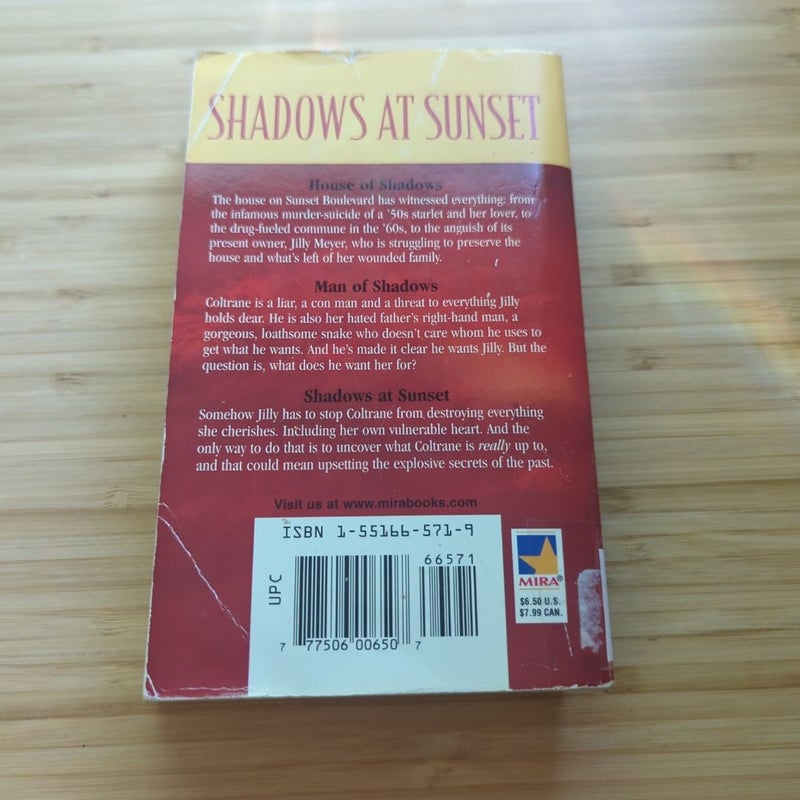 SHADOWS AT SUNSET
House of Shadows
The house on Sunset Boulevard has witnessed everything: from
the infamous murder-suicide of a '50s starlet and her lover, to
the drug-fueled commune in the '60s, to the anguish of its
present owner, Jilly Meyer, who is struggling to preserve the
house and what's left of her wounded family.
Man of Shadows
Coltrane is a liar, a con man and a threat to everything Jilly
holds dear. He is also her hated father's right-hand man, a
gorgeous, loathsome snake who doesn't care whom he uses to
get what he wants. And he's made it clear he wants Jilly. But the
question is, what does he want her for?
Shadows at Sunset
Somehow Jilly has to stop Coltrane from destroying everything
she cherishes. Including her own vulnerable heart. And the
only way to do that is to uncover what Coltrane is really up to,
and that could mean upsetting the explosive secrets of the past.
Visit us at www.mirabooks.com
ISBN 1-55166-571-9
66571
UPC
7 77506 00650 7
MIRA®
$6.50 U.S.
$7.99 CAN.